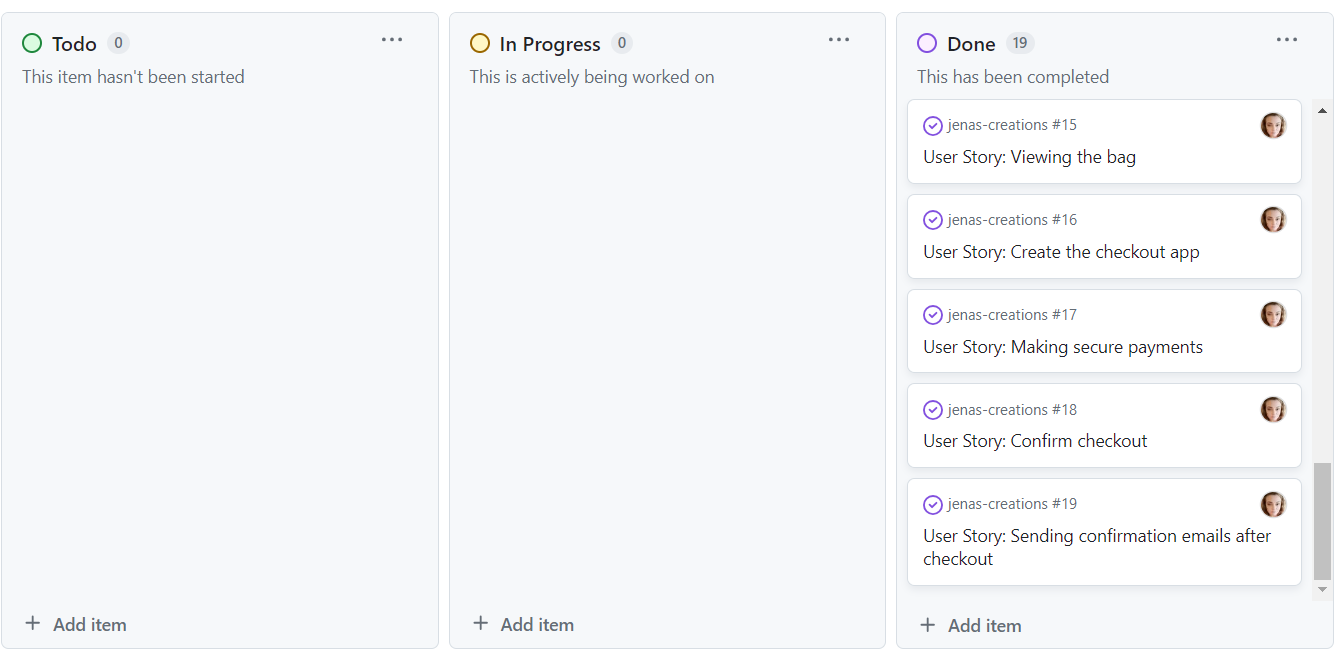 Todo 0
This item hasn't been started
Add item
In Progress 0
This is actively being worked on
Add item
Done 19
This has been completed
jenas-creations #15
User Story: Viewing the bag
jenas-creations #16
User Story: Create the checkout app
jenas-creations #17
User Story: Making secure payments
jenas-creations #18
User Story: Confirm checkout
jenas-creations #19
User Story: Sending confirmation emails after
checkout
Add item